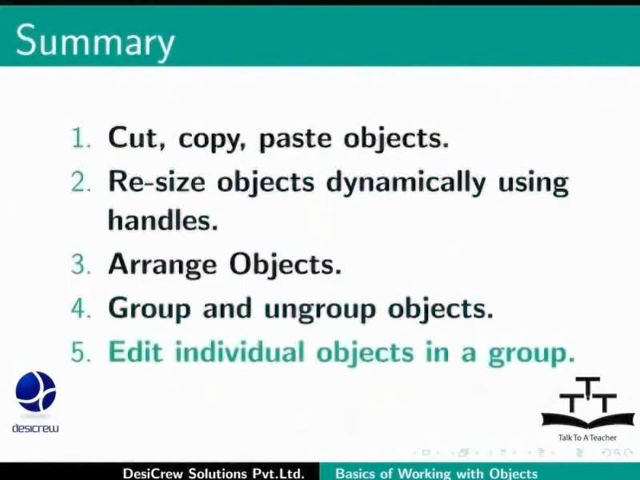 Summary
1. Cut, copy, paste objects.
2. Re-size objects dynamically using
handles.
3. Arrange Objects.
4. Group and ungroup objects.
5. Edit individual objects in a group.
desicrew
TTT
Talk To A Teacher
DesiCrew Solutions Pvt.Ltd. Basics of Working with Objects